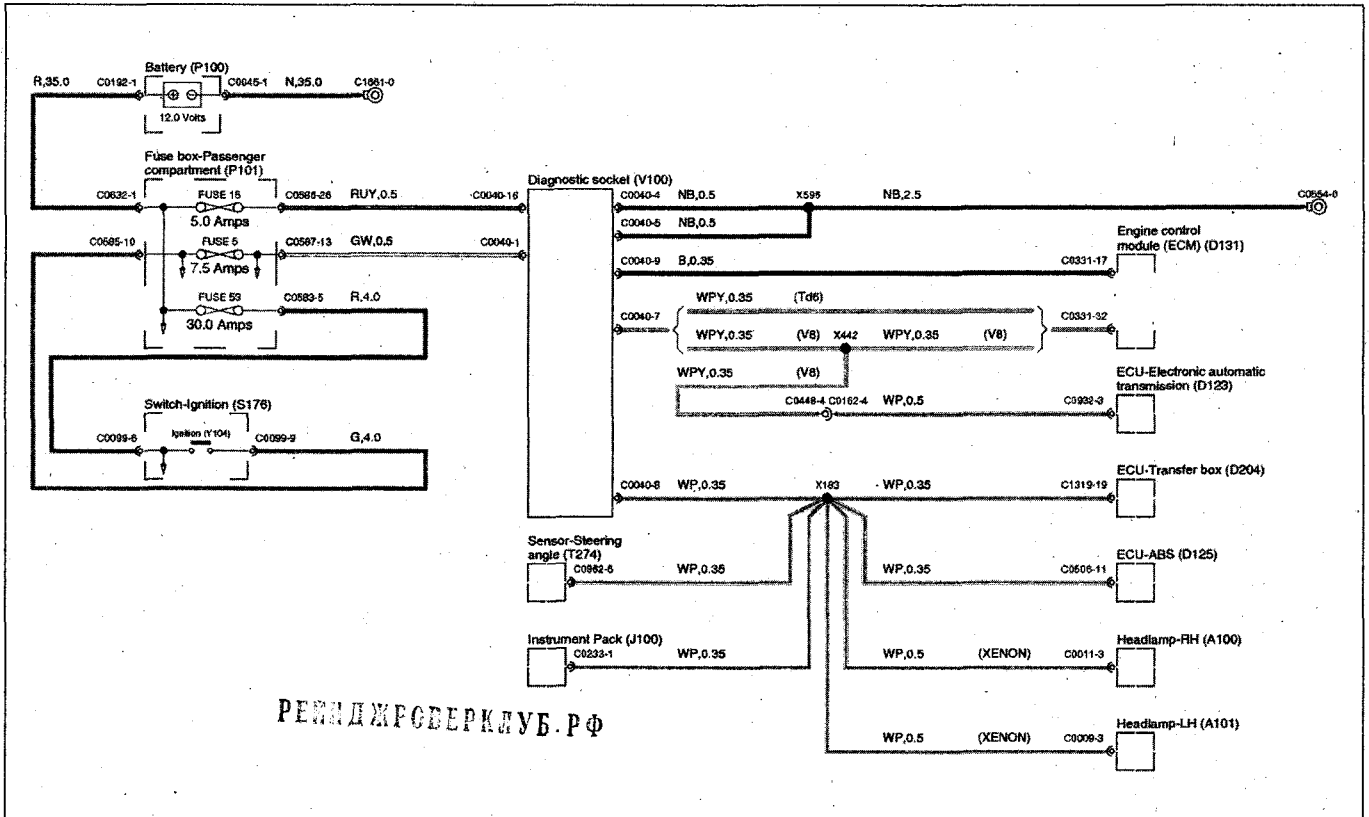 Battery (P100)
R,35.0 C0192-1 C0045-1 N,35.0 C1661-0
12.0 Volts
Fuse box-Passenger
compartment (P101)
C0632-1 FUSE 15 C0586-26 RUY,0.5 C0040-16
5.0 Amps
C0585-10 FUSE 5 C0587-13 GW,0.5 C0040-1
7.5 Amps
FUSE 53 C0583-5 R,4.0
30.0 Amps
Switch-Ignition (S176)
C0099-6 Ignition (Y104) C0099-9 G,4.0
Diagnostic socket (V100)
C0040-4 NB,0.5 X595 NB,2.5 C0554-0
C0040-5 NB,0.5
Engine control
module (ECM) (D131)
C0040-9 B,0.35 C0331-17
WPY,0.35 (Td6)
C0040-7 C0331-32
WPY,0.35 (V8) X442 WPY,0.35 (V8)
WPY,0.35 (V8)
ECU-Electronic automatic
transmission (D123)
C0448-4 C0162-4 WP,0.5 C0932-3
ECU-Transfer box (D204)
C0040-8 WP,0.35 X183 WP,0.35 C1319-19
Sensor-Steering
angle (T274)
C0962-5 WP,0.35
ECU-ABS (D125)
WP,0.35 C0506-11
Instrument Pack (J100)
C0233-1 WP,0.35
Headlamp-RH (A100)
WP,0.5 (XENON) C0011-3
Headlamp-LH (A101)
WP,0.5 (XENON) C0009-3
РЕЙНДЖРОВЕРКЛУБ.РФ